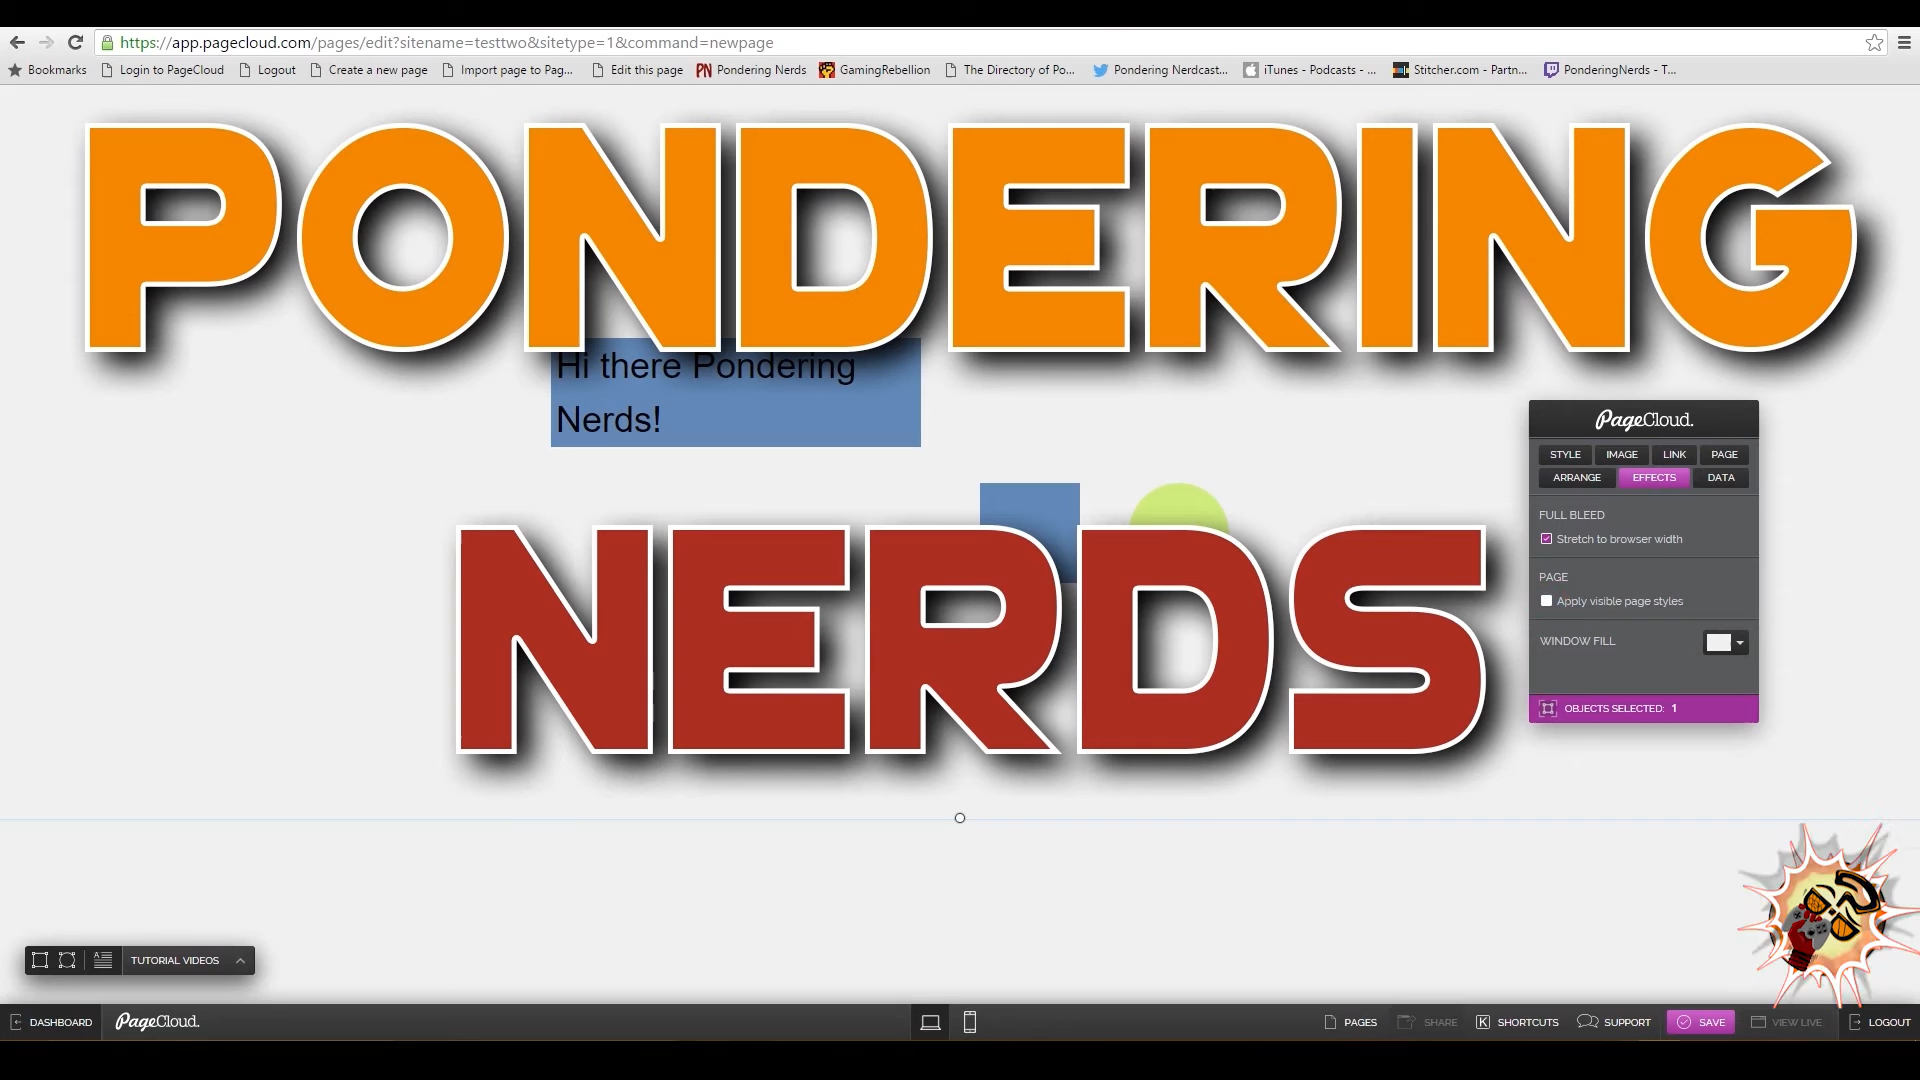 https://app.pagecloud.com/pages/edit?sitename=testtwo&sitetype=1&command=newpage
Bookmarks Login to PageCloud Logout Create a new page Import page to Pag... Edit this page PN Pondering Nerds GamingRebellion The Directory of Po... Pondering Nerdcast... iTunes - Podcasts - ... Stitcher.com - Partn... PonderingNerds - T...
PONDERING
Hi there Pondering
Nerds!
PageCloud.
STYLE IMAGE LINK PAGE
ARRANGE EFFECTS DATA
FULL BLEED
Stretch to browser width
PAGE
Apply visible page styles
WINDOW FILL
OBJECTS SELECTED: 1
NERDS
TUTORIAL VIDEOS
DASHBOARD PageCloud. PAGES SHARE K SHORTCUTS SUPPORT SAVE VIEW LIVE LOGOUT